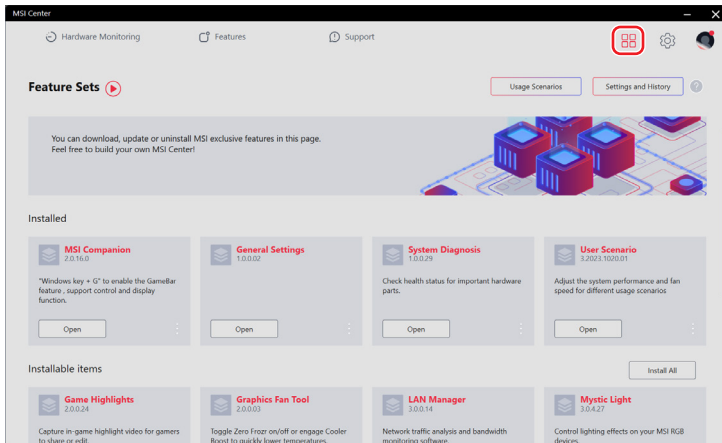 MSI Center
Hardware Monitoring
Features
Support
Feature Sets
Usage Scenarios
Settings and History
?
You can download, update or uninstall MSI exclusive features in this page.
Feel free to build your own MSI Center!
Installed
MSI Companion
2.0.16.0
"Windows key + G" to enable the GameBar
feature , support control and display
function.
Open
General Settings
1.0.0.02
Open
System Diagnosis
1.0.0.29
Check health status for important hardware
parts.
Open
User Scenario
3.2023.1020.01
Adjust the system performance and fan
speed for different usage scenarios
Open
Installable items
Install All
Game Highlights
2.0.0.24
Capture in-game highlight video for gamers
to share or edit.
Graphics Fan Tool
2.0.0.03
Toggle Zero Frozr on/off or engage Cooler
Boost to quickly lower temperatures.
LAN Manager
3.0.0.14
Network traffic analysis and bandwidth
monitoring software.
Mystic Light
3.0.4.27
Control lighting effects on your MSI RGB
devices.